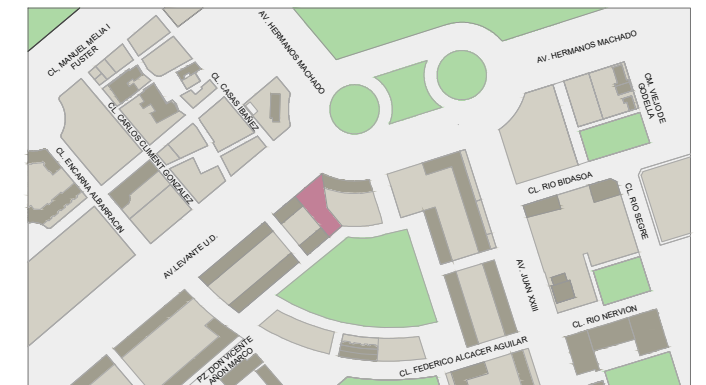 CL. MANUEL MELIA I
FUSTER
AV. HERMANOS MACHADO
AV. HERMANOS MACHADO
CL. CASAS IBAÑEZ
CM. VIEJO DE
GODELLA
CL. CARLOS CLIMENT GONZALEZ
CL. ENCARNA ALBARRACIN
CL. RIO BIDASOA
CL. RIO SEGRE
AV LEVANTE U.D.
AV. JUAN XXIII
CL. RIO NERVION
PZ. DON VICENTE
AÑON MARCO
CL. FEDERICO ALCACER AGUILAR